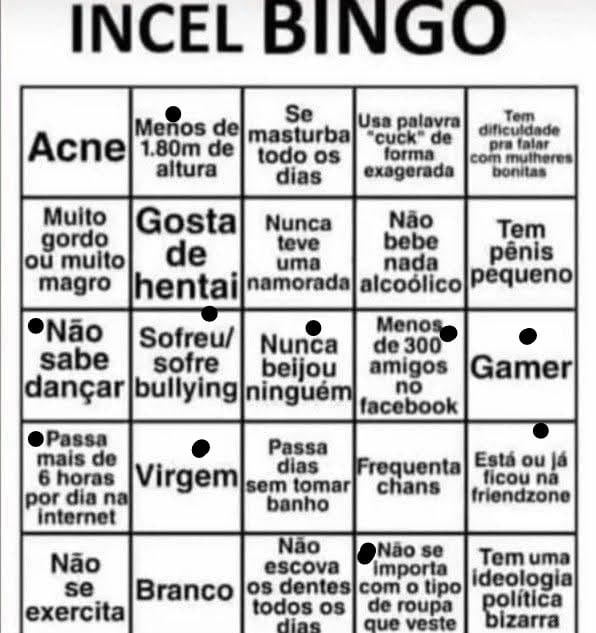 INCEL BINGO
Acne
Menos de
1.80m de
altura
Se
masturba
todo os
dias
Usa palavra
"cuck" de
forma
exagerada
Tem
dificuldade
pra falar
com mulheres
bonitas
Muito
gordo
ou muito
magro
Gosta
de
hentai
Nunca
teve
uma
namorada
Não
bebe
nada
alcoólico
Tem
pênis
pequeno
Não
sabe
dançar
Sofreu/
sofre
bullying
Nunca
beijou
ninguém
Menos
de 300
amigos
no
facebook
Gamer
Passa
mais de
6 horas
por dia na
internet
Virgem
Passa
dias
sem tomar
banho
Frequenta
chans
Está ou já
ficou na
friendzone
Não
se
exercita
Branco
Não
escova
os dentes
todos os
dias
Não se
importa
com o tipo
de roupa
que veste
Tem uma
ideologia
política
bizarra